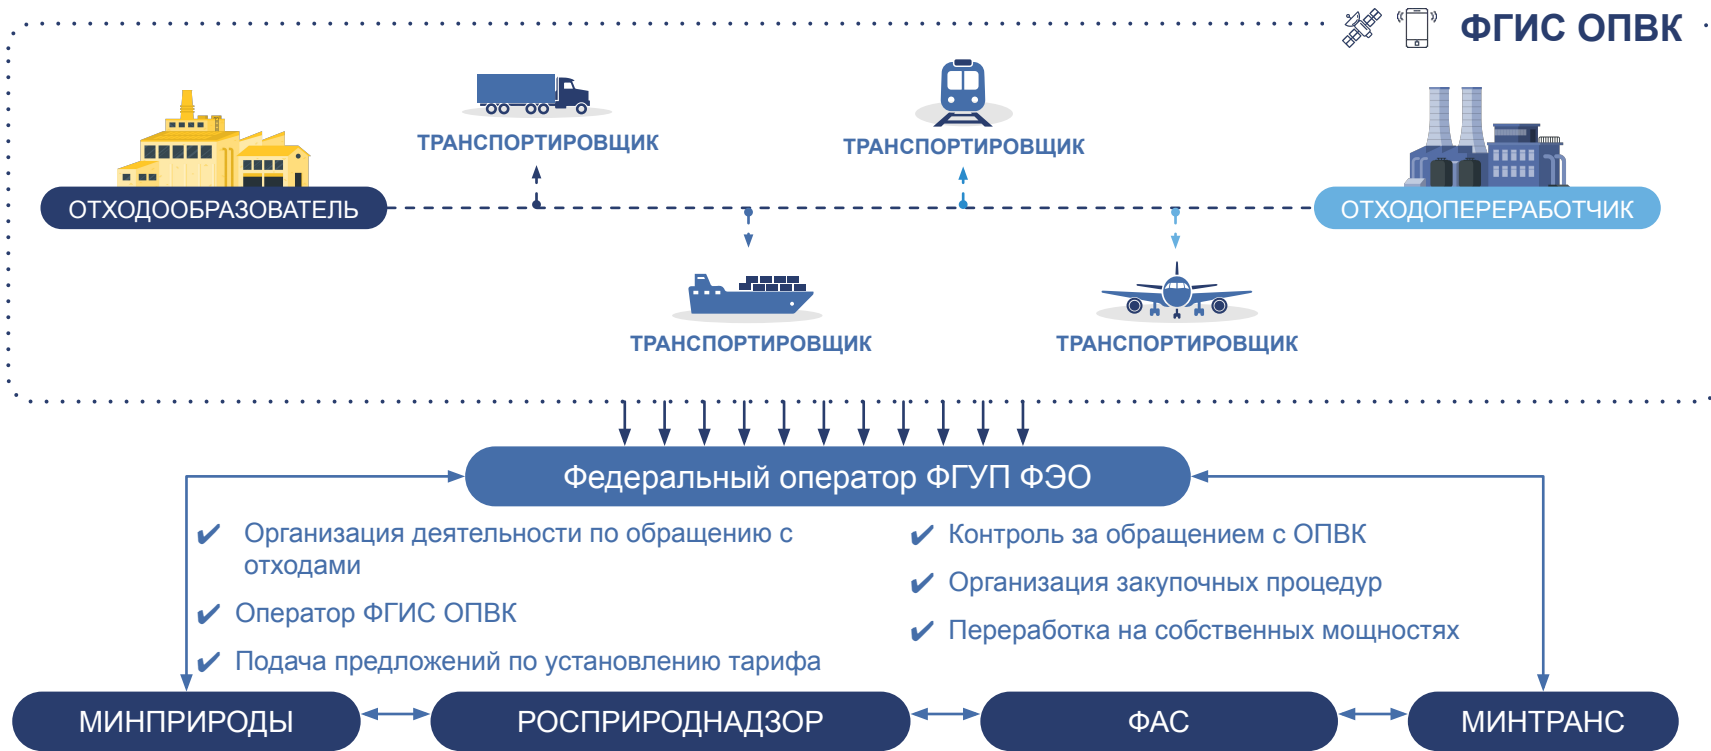 ФГИС ОПВК
ТРАНСПОРТИРОВЩИК
ТРАНСПОРТИРОВЩИК
ОТХОДООБРАЗОВАТЕЛЬ
ОТХОДОПЕРЕРАБОТЧИК
ТРАНСПОРТИРОВЩИК
ТРАНСПОРТИРОВЩИК
Федеральный оператор ФГУП ФЭО
Организация деятельности по обращению с
отходами
Оператор ФГИС ОПВК
Подача предложений по установлению тарифа
Контроль за обращением с ОПВК
Организация закупочных процедур
Переработка на собственных мощностях
МИНПРИРОДЫ
РОСПРИРОДНАДЗОР
ФАС
МИНТРАНС